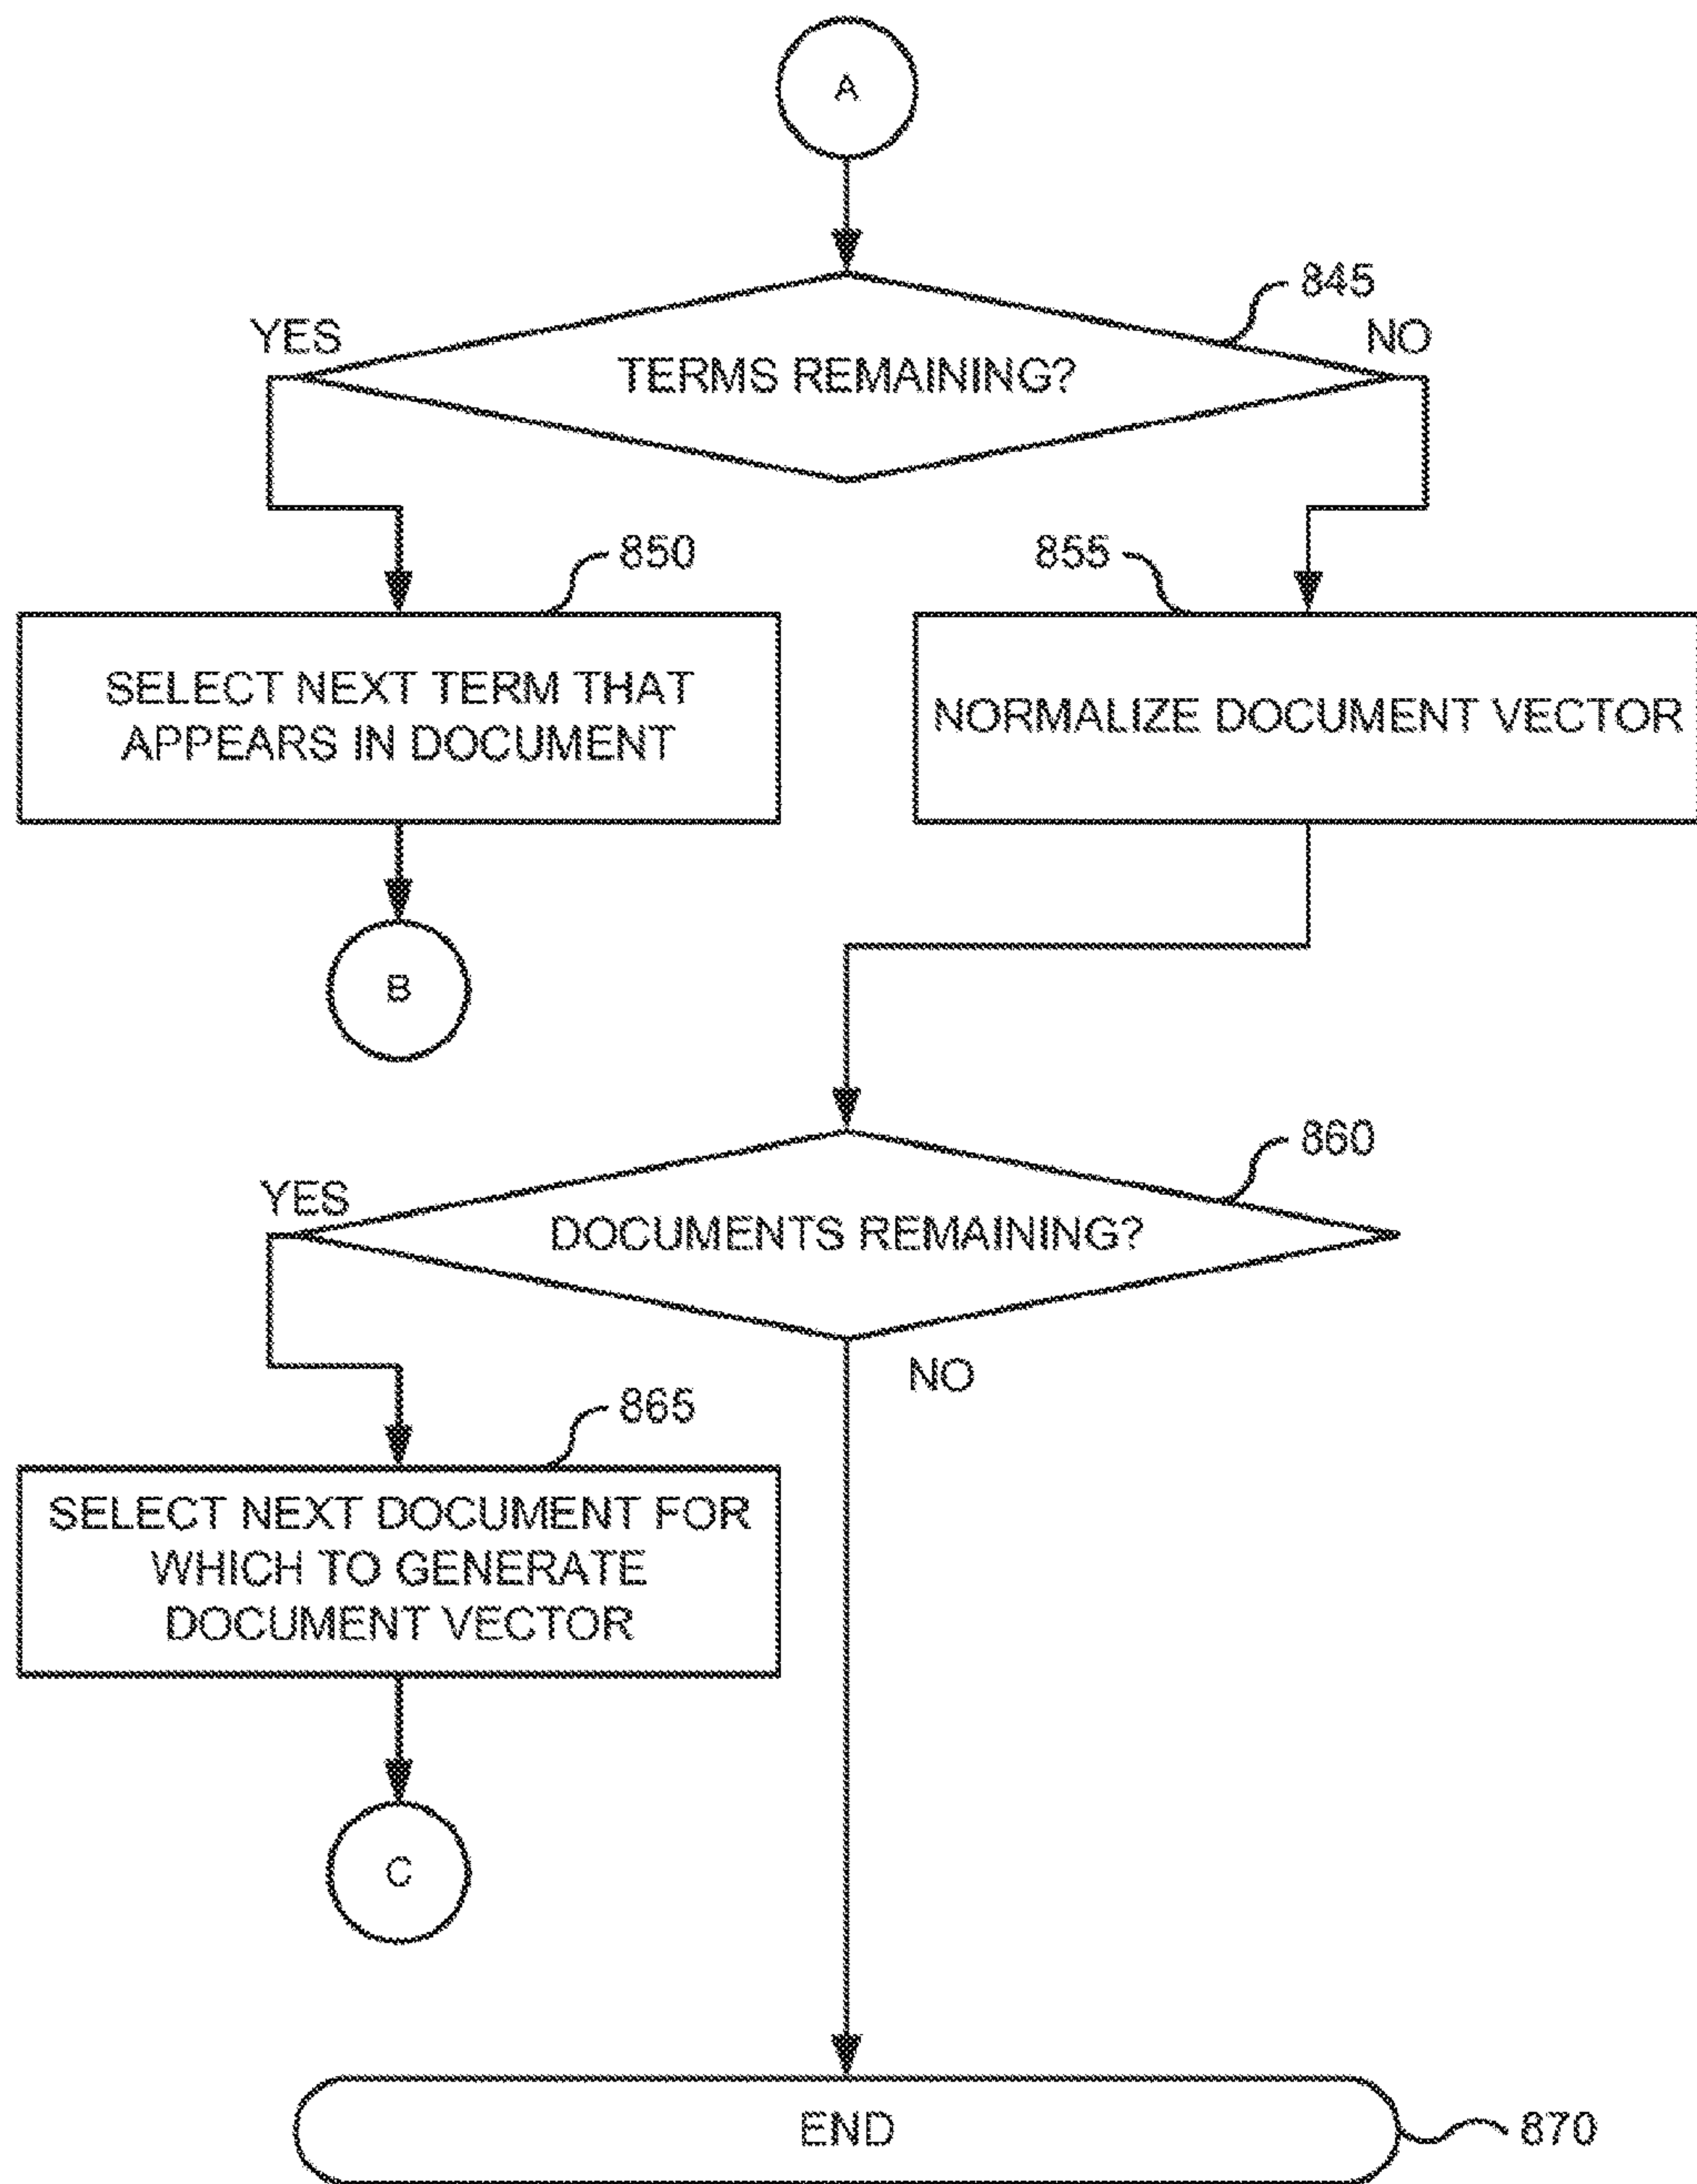 A
845
YES
NO
TERMS REMAINING?
850
855
SELECT NEXT TERM THAT
APPEARS IN DOCUMENT
NORMALIZE DOCUMENT VECTOR
B
860
YES
DOCUMENTS REMAINING?
NO
865
SELECT NEXT DOCUMENT FOR
WHICH TO GENERATE
DOCUMENT VECTOR
C
END
870